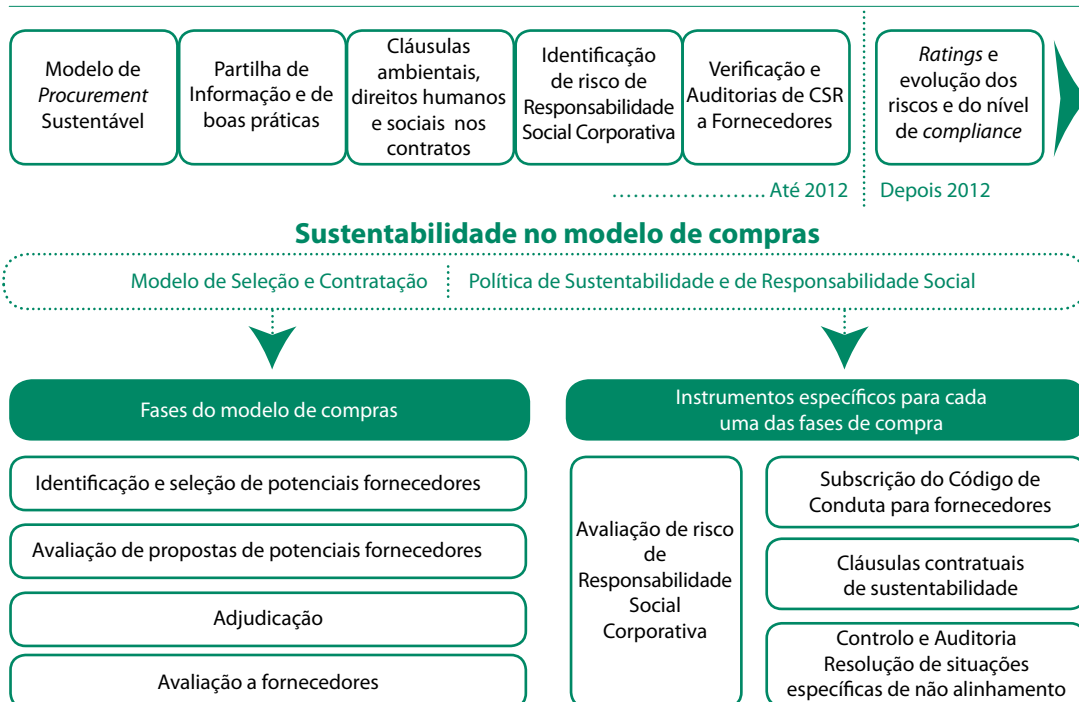 Modelo de
Procurement
Sustentável
Partilha de
Informação e de
boas práticas
Cláusulas
ambientais,
direitos humanos
e sociais nos
contratos
Identificação
de risco de
Responsabilidade
Social Corporativa
Verificação e
Auditorias de CSR
a Fornecedores
Ratings e
evolução dos
riscos e do nível
de compliance
..................... Até 2012
Depois 2012
Sustentabilidade no modelo de compras
Modelo de Seleção e Contratação
Política de Sustentabilidade e de Responsabilidade Social
Fases do modelo de compras
Identificação e seleção de potenciais fornecedores
Avaliação de propostas de potenciais fornecedores
Adjudicação
Avaliação a fornecedores
Instrumentos específicos para cada
uma das fases de compra
Avaliação de risco
de
Responsabilidade
Social
Corporativa
Subscrição do Código de
Conduta para fornecedores
Cláusulas contratuais
de sustentabilidade
Controlo e Auditoria
Resolução de situações
específicas de não alinhamento